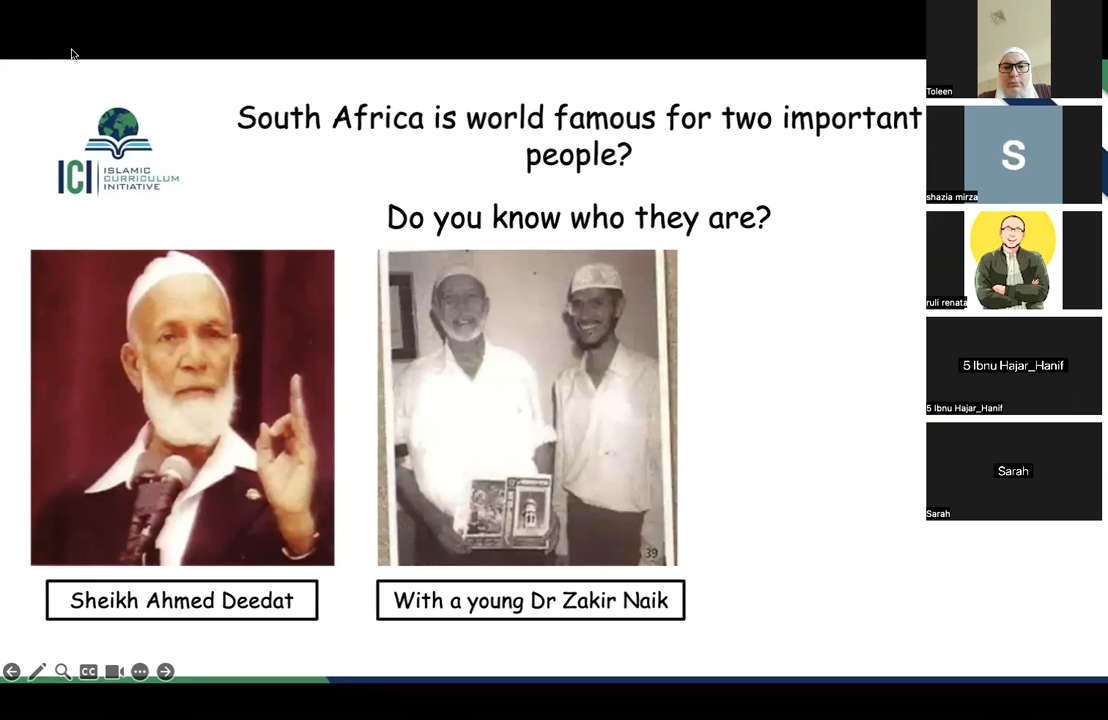 South Africa is world famous for two important
people?
Do you know who they are?
ICI
ISLAMIC
CURRICULUM
INITIATIVE
39
Sheikh Ahmed Deedat
With a young Dr Zakir Naik
CC
Toleen
S
shazia mirza
ruli renata
5 Ibnu Hajar_Hanif
5 Ibnu Hajar_Hanif
Sarah
Sarah